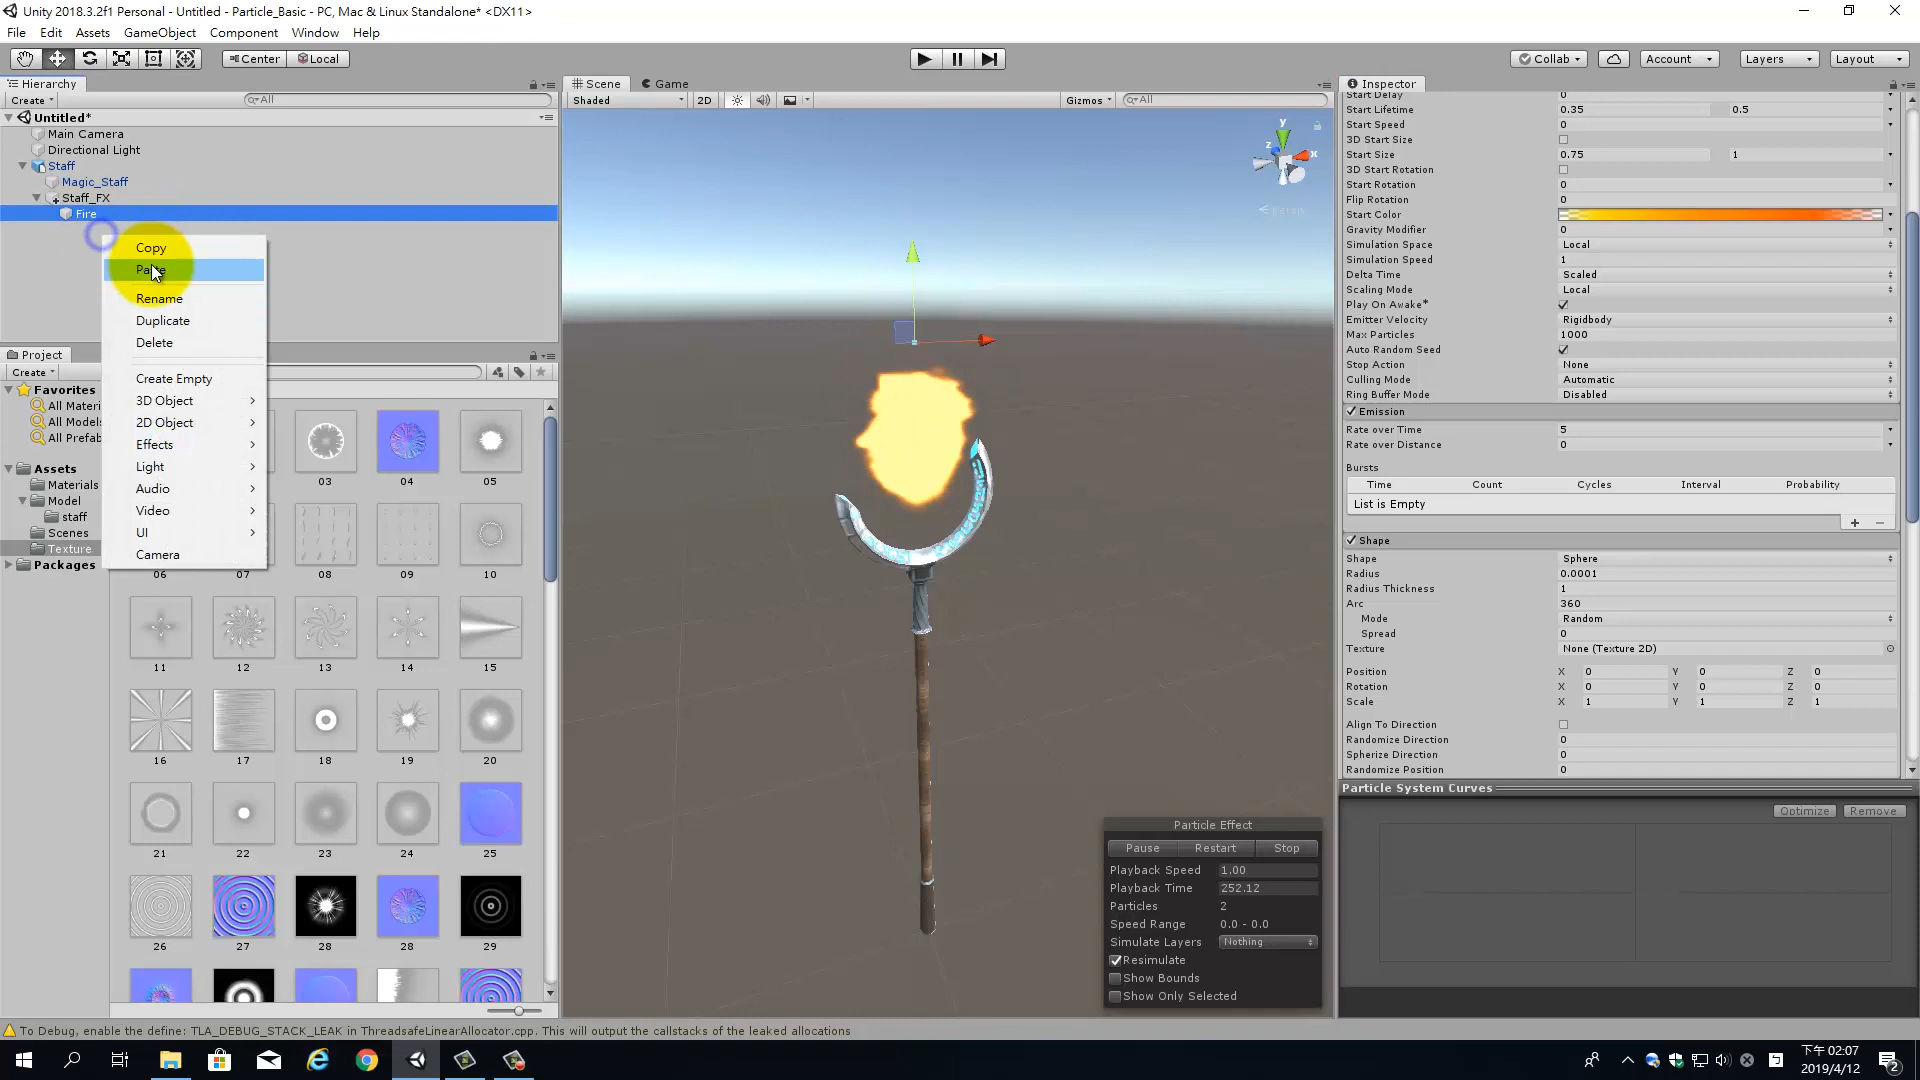 Unity 2018.3.2f1 Personal - Untitled - Particle_Basic - PC, Mac & Linux Standalone* <DX11>
File Edit Assets GameObject Component Window Help
Center Local Collab Account Layers Layout
Hierarchy
Create All
Untitled*
Main Camera
Directional Light
Staff
Magic_Staff
Staff_FX
Fire
Copy
Paste
Rename
Duplicate
Delete
Create Empty
3D Object
2D Object
Effects
Light
Audio
Video
UI
Camera
Project
Create
Favorites
All Materi
All Models
All Prefab
Assets
Materials
Model
staff
Scenes
Texture
Packages
03 04 05
06 07 08 09 10
11 12 13 14 15
16 17 18 19 20
21 22 23 24 25
26 27 28 28 29
Scene Game
Shaded 2D Gizmos All
y
z x
Persp
Particle Effect
Pause Restart Stop
Playback Speed 1.00
Playback Time 252.12
Particles 2
Speed Range 0.0 - 0.0
Simulate Layers Nothing
Resimulate
Show Bounds
Show Only Selected
Inspector
Start Delay 0
Start Lifetime 0.35 0.5
Start Speed 0
3D Start Size
Start Size 0.75 1
3D Start Rotation
Start Rotation 0
Flip Rotation 0
Start Color
Gravity Modifier 0
Simulation Space Local
Simulation Speed 1
Delta Time Scaled
Scaling Mode Local
Play On Awake*
Emitter Velocity Rigidbody
Max Particles 1000
Auto Random Seed
Stop Action None
Culling Mode Automatic
Ring Buffer Mode Disabled
Emission
Rate over Time 5
Rate over Distance 0
Bursts
Time Count Cycles Interval Probability
List is Empty
Shape
Shape Sphere
Radius 0.0001
Radius Thickness 1
Arc 360
Mode Random
Spread 0
Texture None (Texture 2D)
Position X 0 Y 0 Z 0
Rotation X 0 Y 0 Z 0
Scale X 1 Y 1 Z 1
Align To Direction
Randomize Direction 0
Spherize Direction 0
Randomize Position 0
Particle System Curves
Optimize Remove
To Debug, enable the define: TLA_DEBUG_STACK_LEAK in ThreadsafeLinearAllocator.cpp. This will output the callstacks of the leaked allocations
下午 02:07
2019/4/12
2